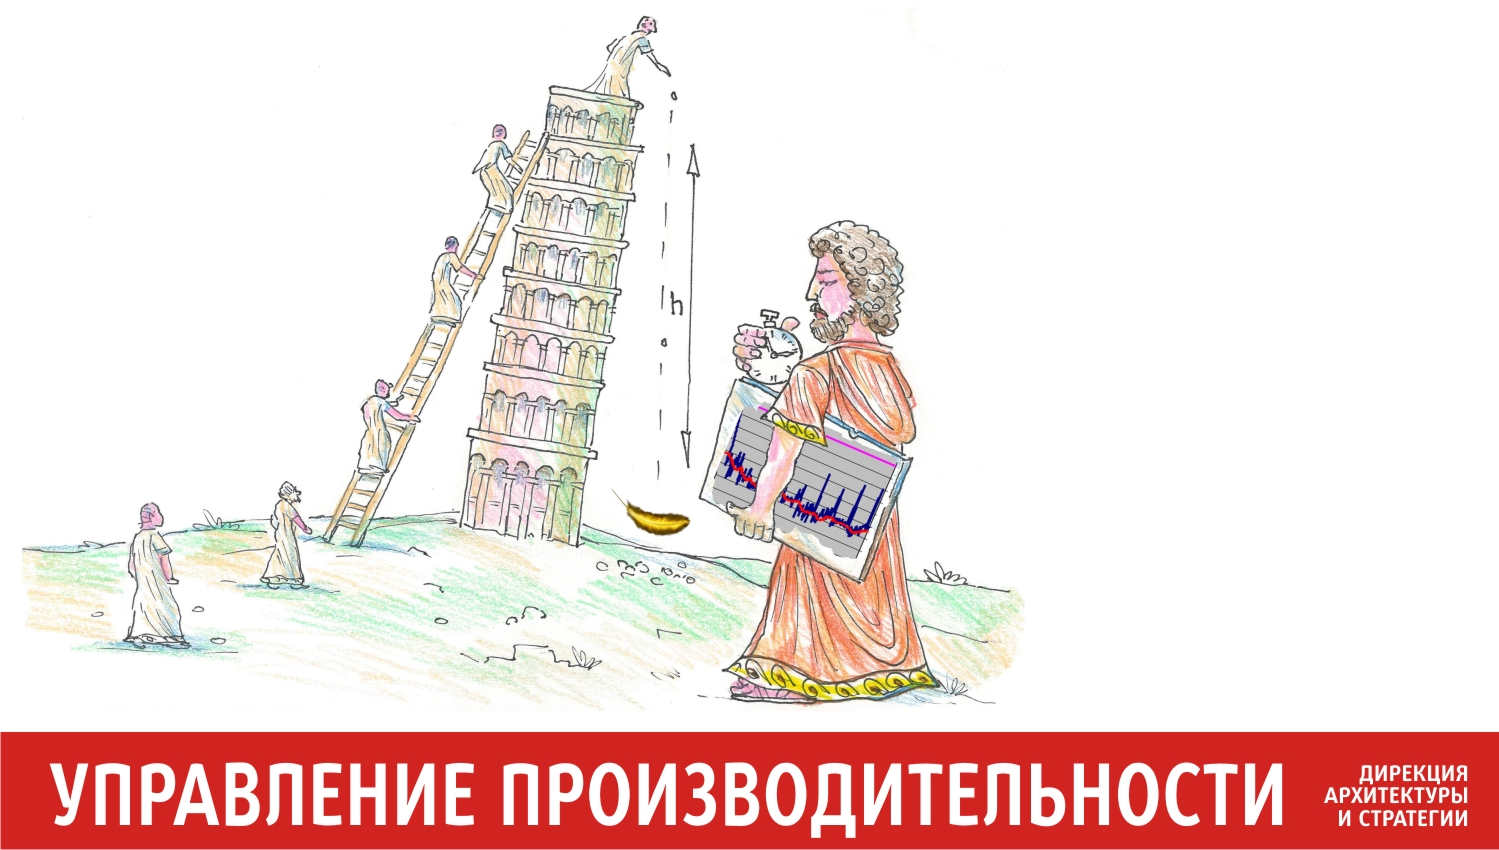 h
УПРАВЛЕНИЕ ПРОИЗВОДИТЕЛЬНОСТИ
ДИРЕКЦИЯ
АРХИТЕКТУРЫ
И СТРАТЕГИИ